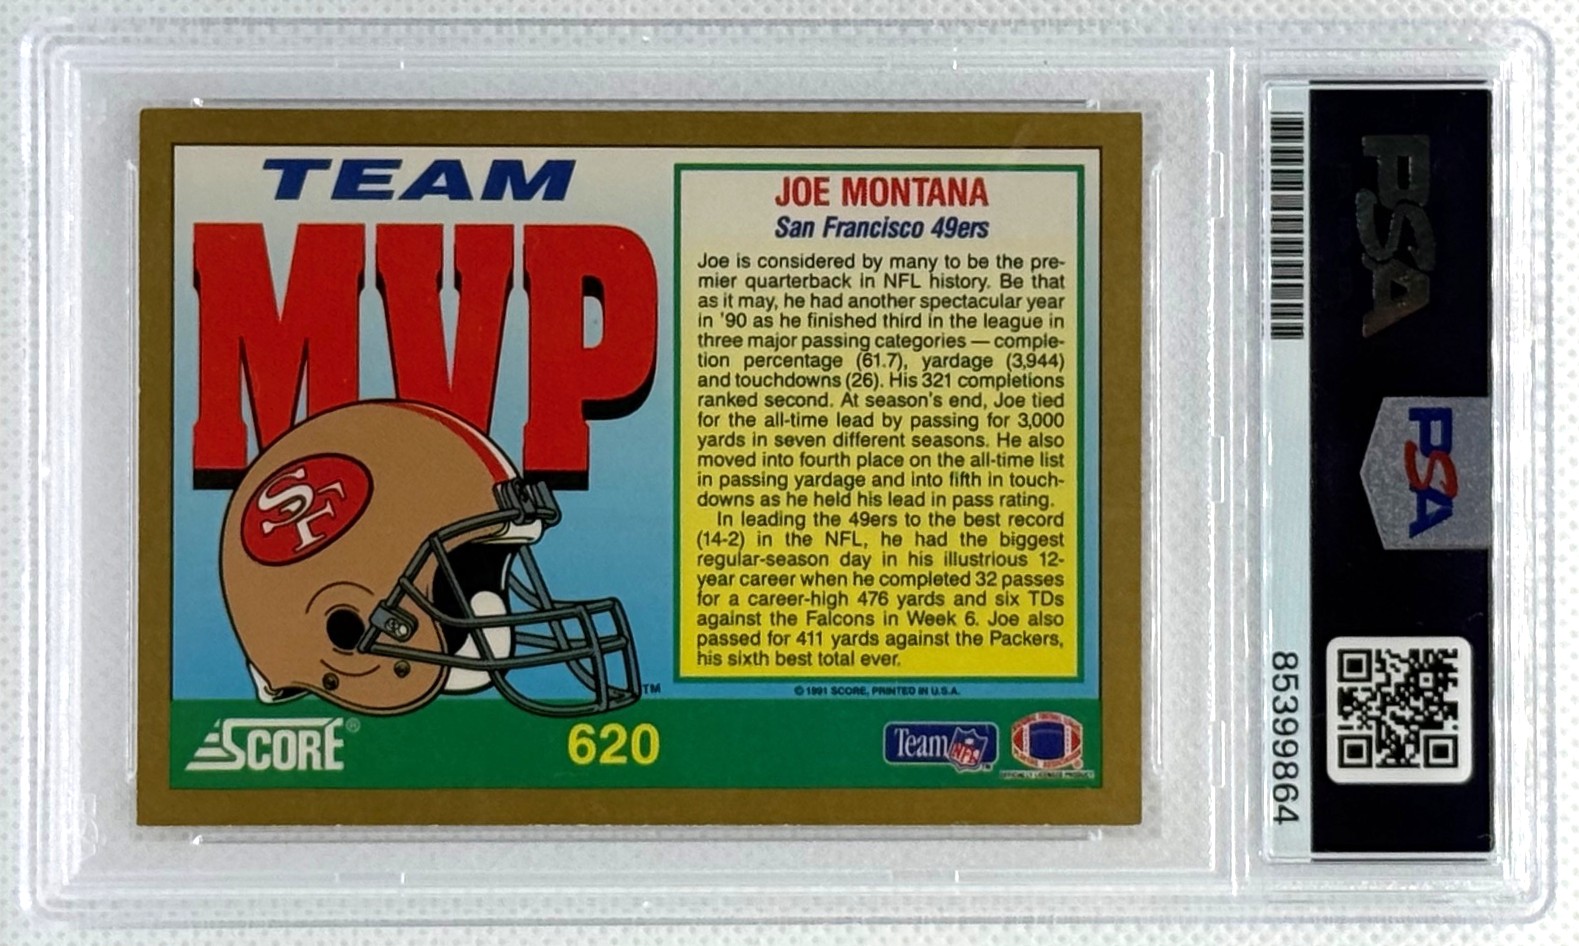 TEAM
MVP
SF
TM
SCORE®
620
JOE MONTANA
San Francisco 49ers
Joe is considered by many to be the pre-
mier quarterback in NFL history. Be that
as it may, he had another spectacular year
in '90 as he finished third in the league in
three major passing categories — comple-
tion percentage (61.7), yardage (3,944)
and touchdowns (26). His 321 completions
ranked second. At season's end, Joe tied
for the all-time lead by passing for 3,000
yards in seven different seasons. He also
moved into fourth place on the all-time list
in passing yardage and into fifth in touch-
downs as he held his lead in pass rating.
In leading the 49ers to the best record
(14-2) in the NFL, he had the biggest
regular-season day in his illustrious 12-
year career when he completed 32 passes
for a career-high 476 yards and six TDs
against the Falcons in Week 6. Joe also
passed for 411 yards against the Packers,
his sixth best total ever.
© 1991 SCORE, PRINTED IN U.S.A.
Team NFL
OFFICIALLY LICENSED PRODUCT
PSA
PSA
85399864